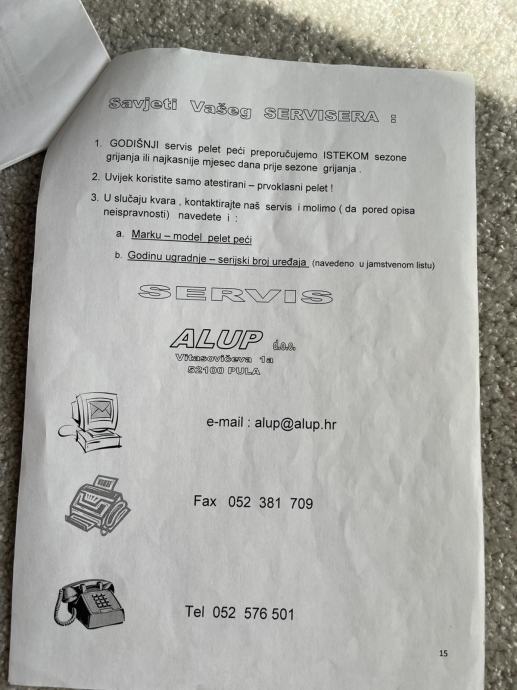 Savjeti Vašeg SERVISERA :
1. GODIŠNJI servis pelet peći preporučujemo ISTEKOM sezone
grijanja ili najkasnije mjesec dana prije sezone grijanja .
2. Uvijek koristite samo atestirani – prvoklasni pelet !
3. U slučaju kvara , kontaktirajte naš servis i molimo ( da pored opisa
neispravnosti) navedete i :
a. Marku – model pelet peći
b. Godinu ugradnje – serijski broj uređaja (navedeno u jamstvenom listu)
SERVIS
ALUP d.o.o.
Vitasovićeva 1a
52100 PULA
e-mail : alup@alup.hr
Fax 052 381 709
Tel 052 576 501
15